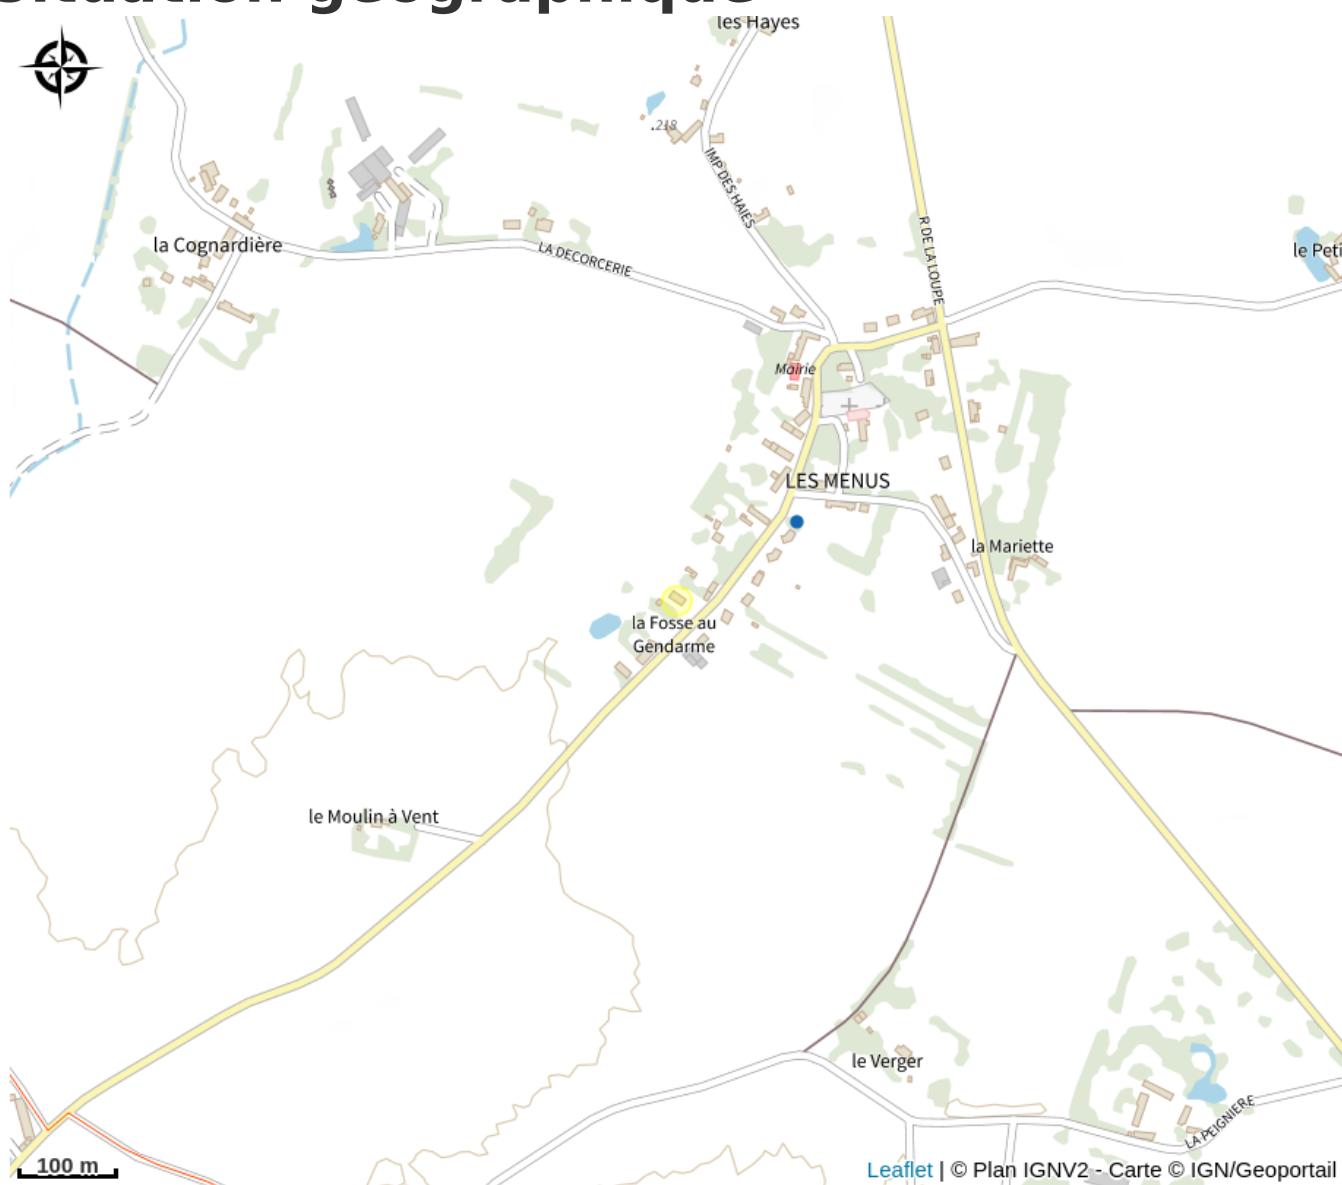 situation géographique
les Hayes
.218
IMP DES HAIES
R DE LA LOUPE
la Cognardière
LA DECORCERIE
le Peti
Mairie
LES MENUS
la Mariette
la Fosse au
Gendarme
le Moulin à Vent
le Verger
LA PEIGNIERE
100 m
Leaflet | © Plan IGNV2 - Carte © IGN/Geoportail